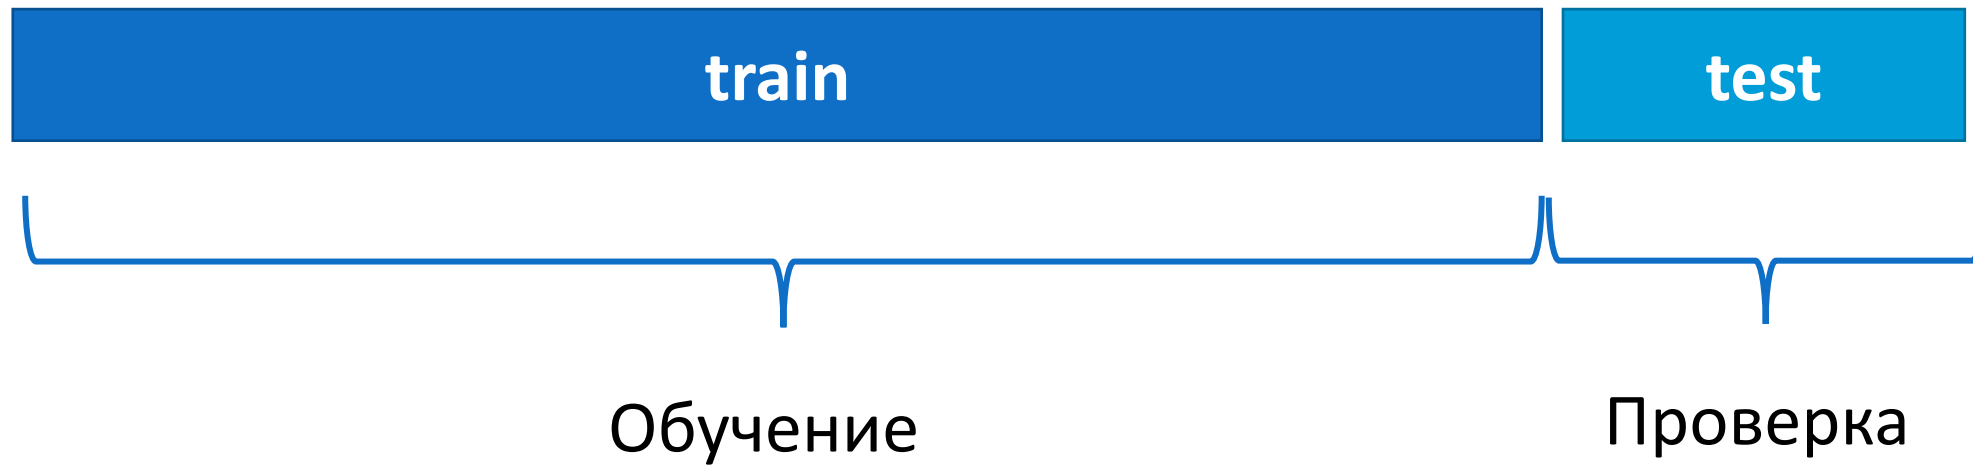 train
test
Обучение
Проверка